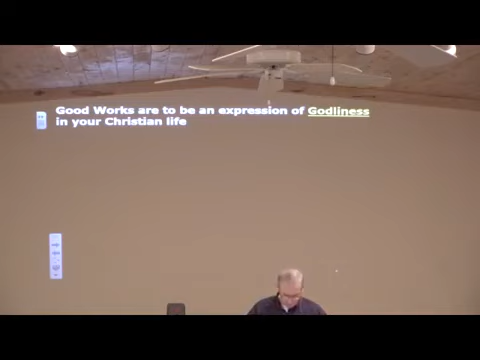 Good Works are to be an expression of Godliness
in your Christian life